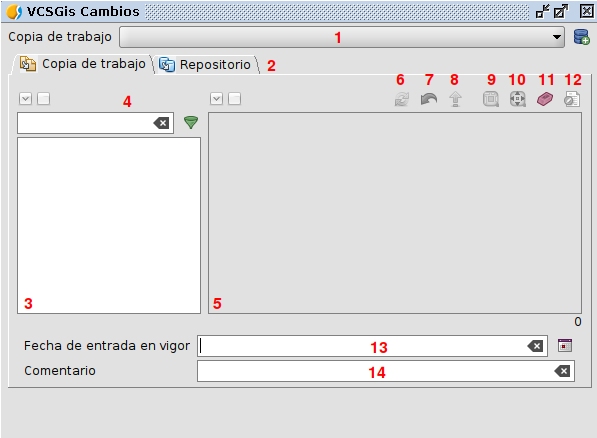 VCSGis Cambios
Copia de trabajo 1
Copia de trabajo Repositorio 2
6 7 8 9 10 11 12
4
3 5
0
Fecha de entrada en vigor 13
Comentario 14